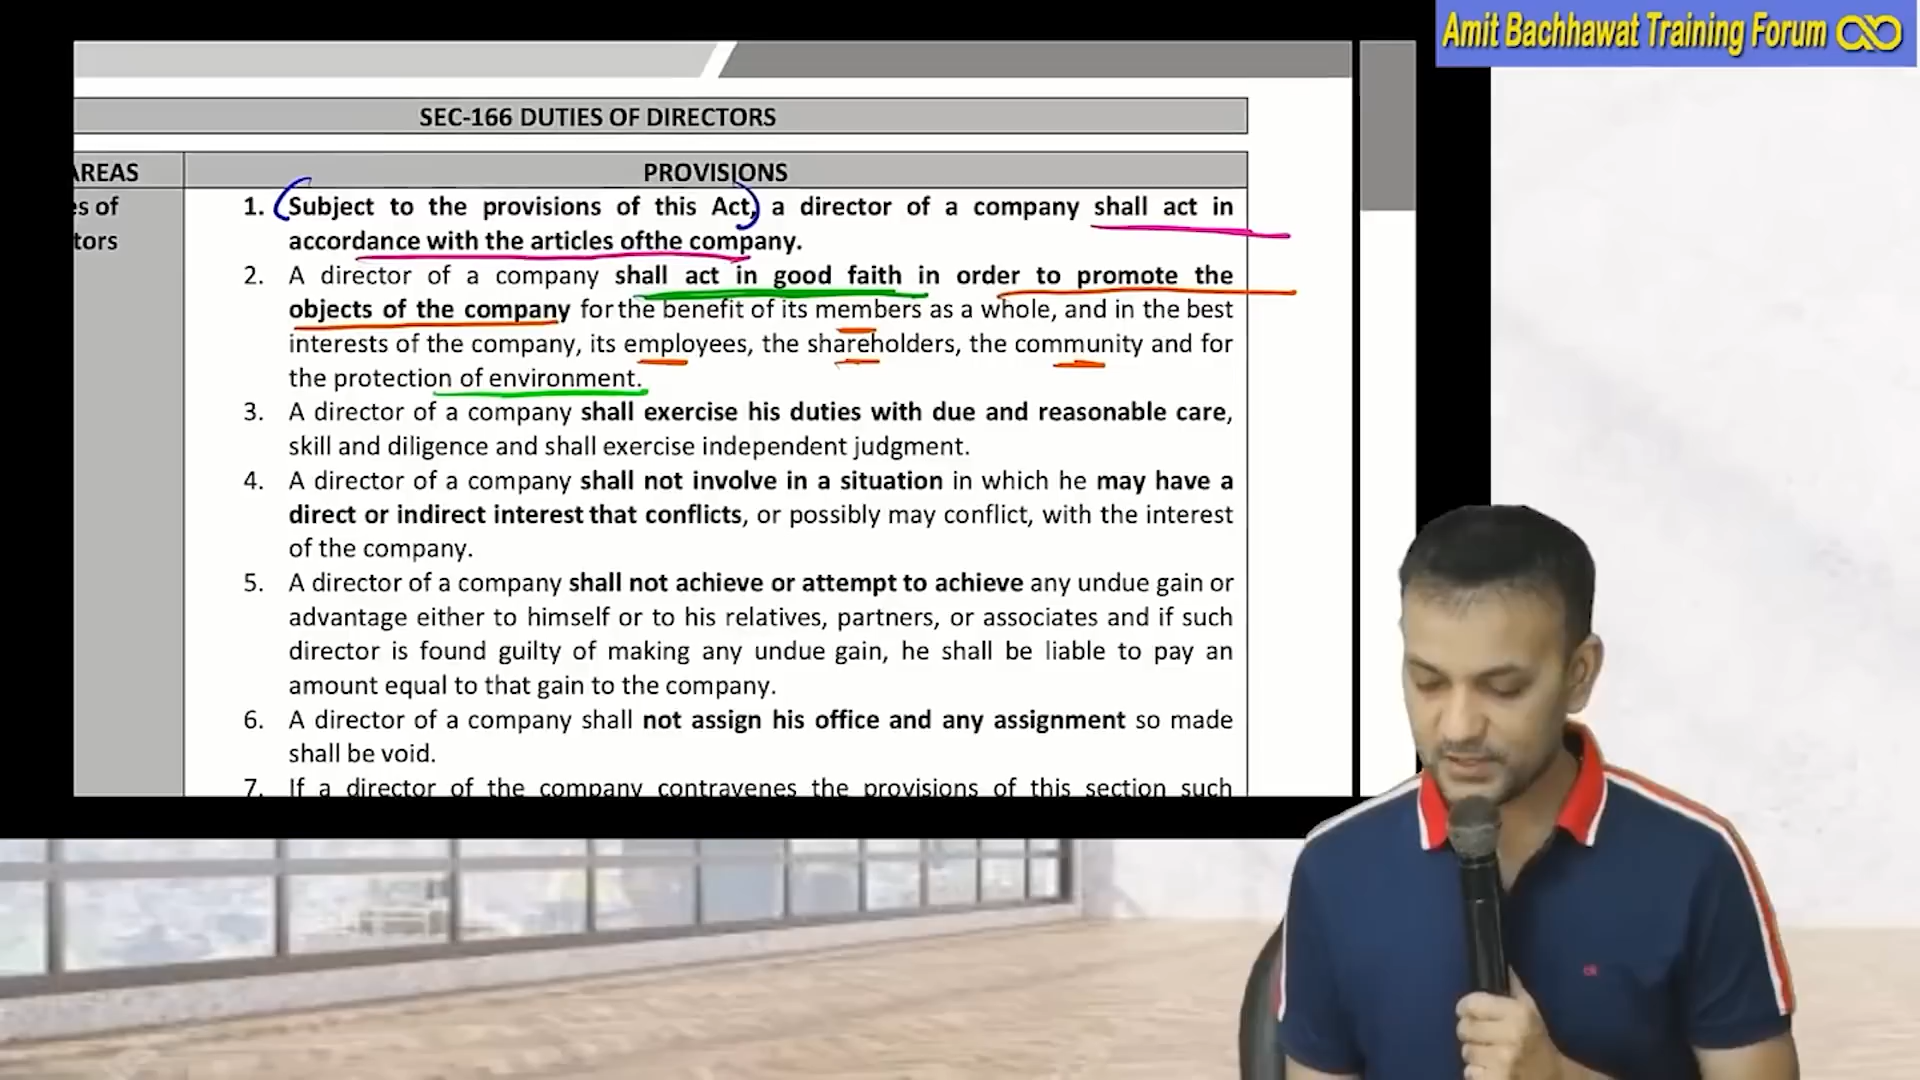 Amit Bachhawat Training Forum
SEC-166 DUTIES OF DIRECTORS
AREAS
PROVISIONS
es of
tors
1. Subject to the provisions of this Act, a director of a company shall act in
accordance with the articles ofthe company.
2. A director of a company shall act in good faith in order to promote the
objects of the company for the benefit of its members as a whole, and in the best
interests of the company, its employees, the shareholders, the community and for
the protection of environment.
3. A director of a company shall exercise his duties with due and reasonable care,
skill and diligence and shall exercise independent judgment.
4. A director of a company shall not involve in a situation in which he may have a
direct or indirect interest that conflicts, or possibly may conflict, with the interest
of the company.
5. A director of a company shall not achieve or attempt to achieve any undue gain or
advantage either to himself or to his relatives, partners, or associates and if such
director is found guilty of making any undue gain, he shall be liable to pay an
amount equal to that gain to the company.
6. A director of a company shall not assign his office and any assignment so made
shall be void.
7. If a director of the company contravenes the provisions of this section such